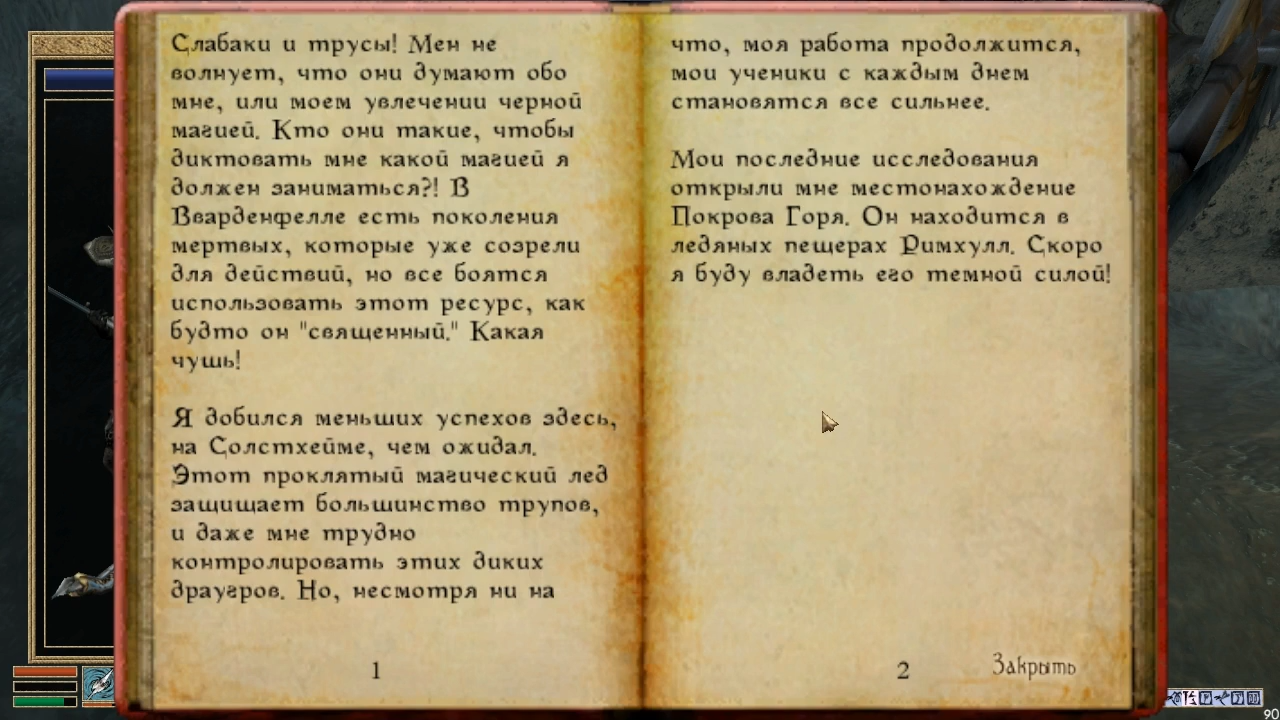 Слабаки и трусы! Мен не
волнует, что они думают обо
мне, или моем увлечении черной
магией. Кто они такие, чтобы
диктовать мне какой магией я
должен заниматься?! В
Вварденфелле есть поколения
мертвых, которые уже созрели
для действий, но все боятся
использовать этот ресурс, как
будто он "священный." Какая
чушь!
Я добился меньших успехов здесь,
на Солстхейме, чем ожидал.
Этот проклятый магический лед
защищает большинство трупов,
и даже мне трудно
контролировать этих диких
драугров. Но, несмотря ни на
1
что, моя работа продолжится,
мои ученики с каждым днем
становятся все сильнее.
Мои последние исследования
открыли мне местонахождение
Покрова Горя. Он находится в
ледяных пещерах Римхулл. Скоро
я буду владеть его темной силой!
2
Закрыть
90